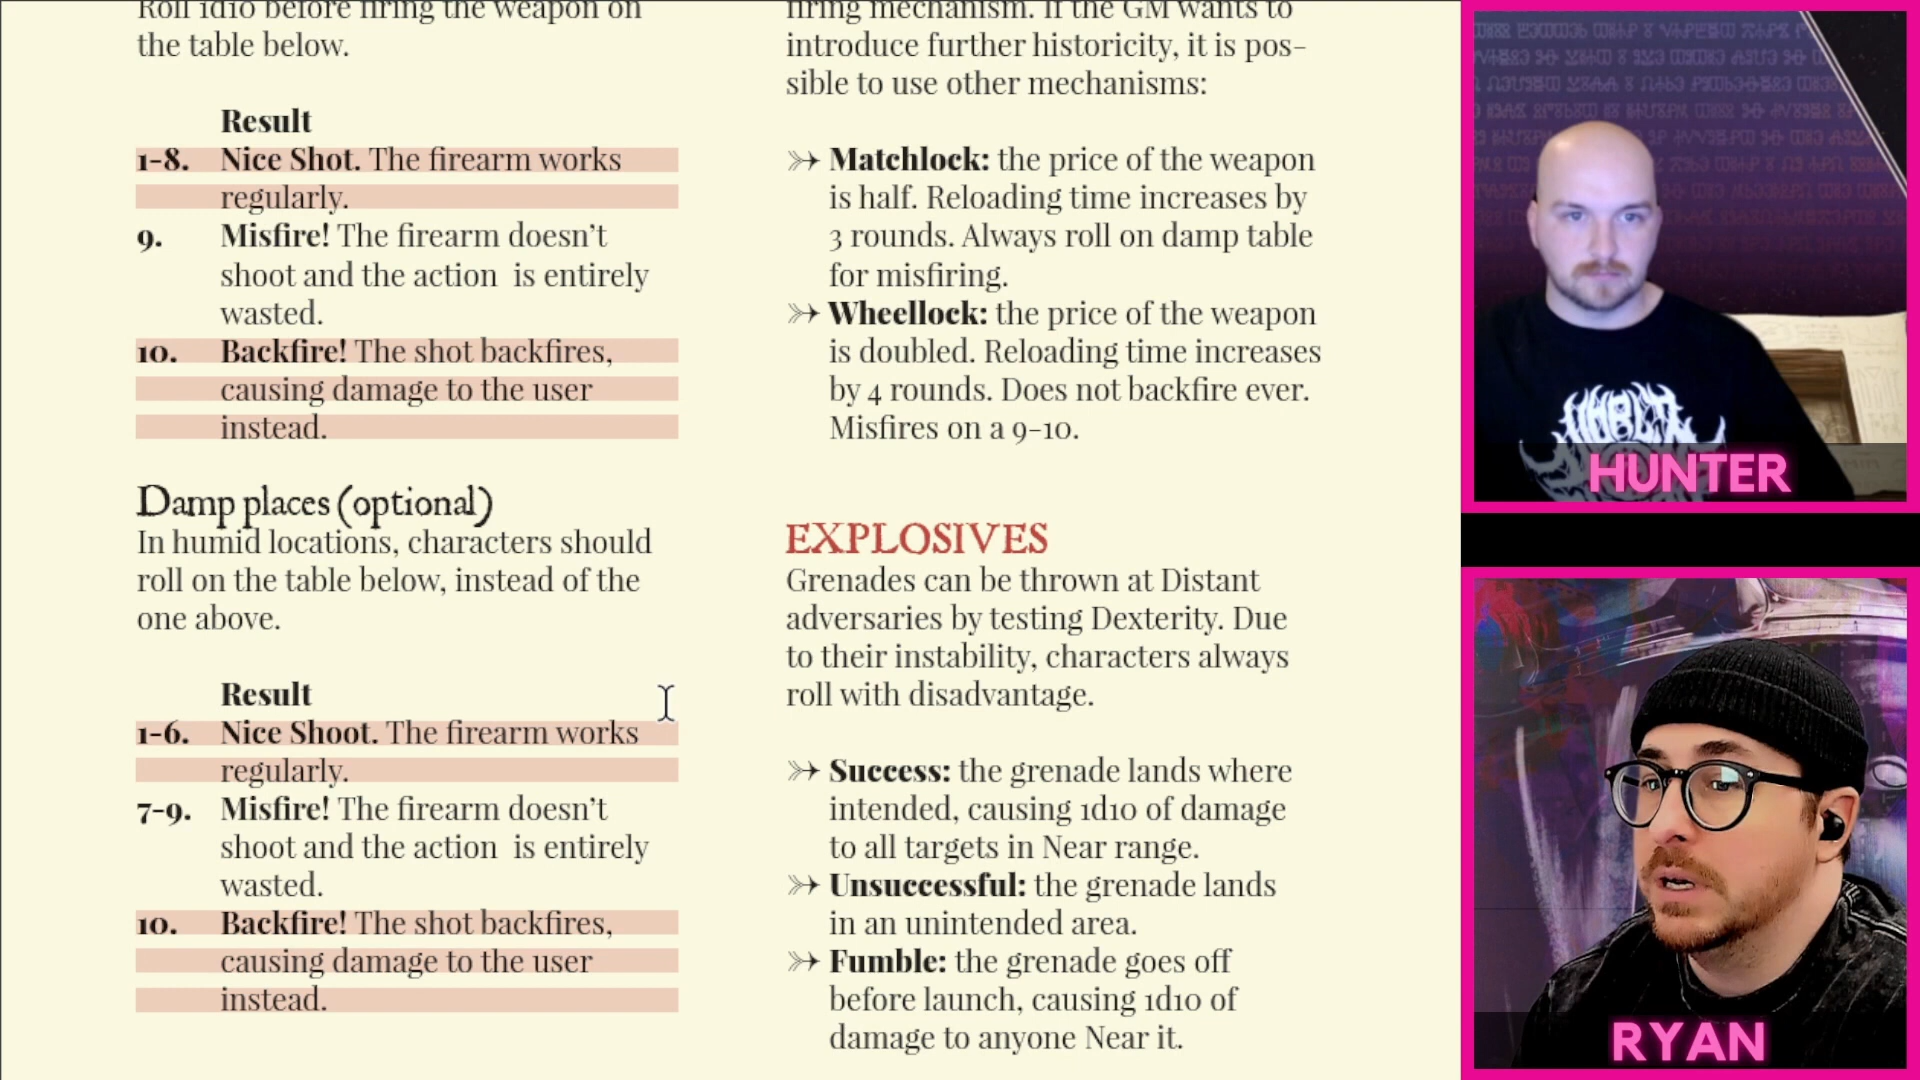 Roll 1d10 before firing the weapon on
the table below.
Result
1-8. Nice Shot. The firearm works
regularly.
9. Misfire! The firearm doesn't
shoot and the action is entirely
wasted.
10. Backfire! The shot backfires,
causing damage to the user
instead.
Damp places (optional)
In humid locations, characters should
roll on the table below, instead of the
one above.
Result
1-6. Nice Shoot. The firearm works
regularly.
7-9. Misfire! The firearm doesn't
shoot and the action is entirely
wasted.
10. Backfire! The shot backfires,
causing damage to the user
instead.
firing mechanism. If the GM wants to
introduce further historicity, it is pos-
sible to use other mechanisms:
Matchlock: the price of the weapon
is half. Reloading time increases by
3 rounds. Always roll on damp table
for misfiring.
Wheellock: the price of the weapon
is doubled. Reloading time increases
by 4 rounds. Does not backfire ever.
Misfires on a 9-10.
EXPLOSIVES
Grenades can be thrown at Distant
adversaries by testing Dexterity. Due
to their instability, characters always
roll with disadvantage.
Success: the grenade lands where
intended, causing 1d10 of damage
to all targets in Near range.
Unsuccessful: the grenade lands
in an unintended area.
Fumble: the grenade goes off
before launch, causing 1d10 of
damage to anyone Near it.
HUNTER
RYAN